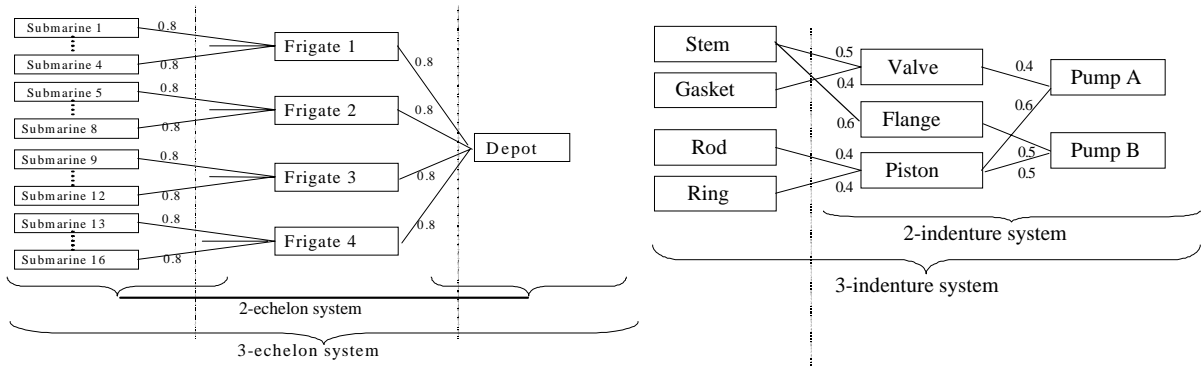 Submarine 1
0.8
Submarine 4
0.8
Submarine 5
0.8
Submarine 8
0.8
Submarine 9
0.8
Submarine 12
0.8
Submarine 13
0.8
Submarine 16
0.8
Frigate 1
Frigate 2
Frigate 3
Frigate 4
0.8
0.8
0.8
0.8
Depot
2-echelon system
3-echelon system
Stem
Gasket
Rod
Ring
0.5
0.4
0.6
0.4
0.4
Valve
Flange
Piston
0.4
0.6
0.5
0.5
Pump A
Pump B
2-indenture system
3-indenture system